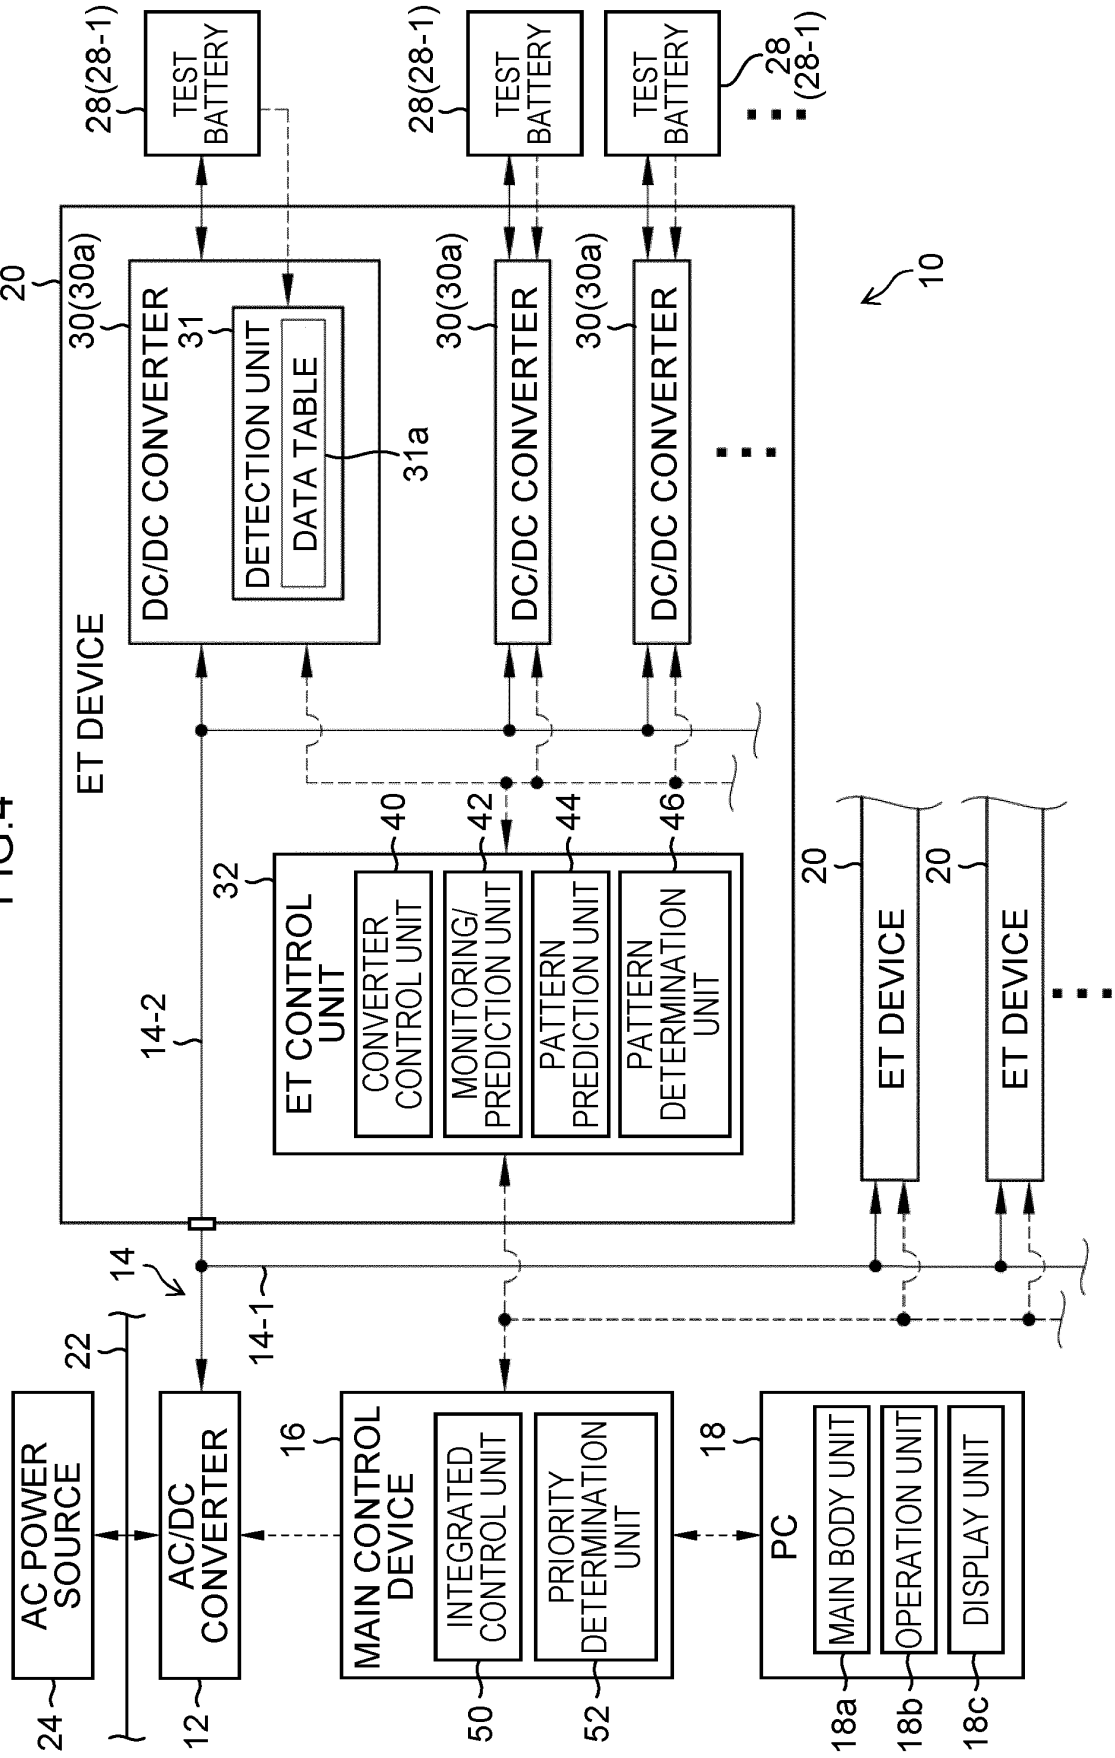 FIG.4
24
AC POWER
SOURCE
22
12
AC/DC
CONVERTER
14
14-1
14-2
16
MAIN CONTROL
DEVICE
50
INTEGRATED
CONTROL UNIT
52
PRIORITY
DETERMINATION
UNIT
18
PC
18a
MAIN BODY UNIT
18b
OPERATION UNIT
18c
DISPLAY UNIT
20
ET DEVICE
32
ET CONTROL
UNIT
CONVERTER
CONTROL UNIT
40
MONITORING/
PREDICTION UNIT
42
PATTERN
PREDICTION UNIT
44
PATTERN
DETERMINATION
UNIT
46
30(30a)
DC/DC CONVERTER
31
DETECTION UNIT
DATA TABLE
31a
30(30a)
DC/DC CONVERTER
30(30a)
DC/DC CONVERTER
28(28-1)
TEST
BATTERY
28(28-1)
TEST
BATTERY
TEST
BATTERY
28
(28-1)
20
ET DEVICE
20
ET DEVICE
10